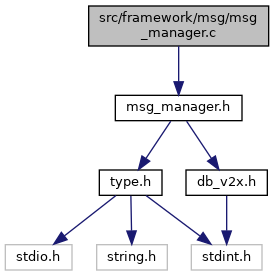 src/framework/msg/msg
_manager.c
msg_manager.h
type.h
db_v2x.h
stdio.h
string.h
stdint.h